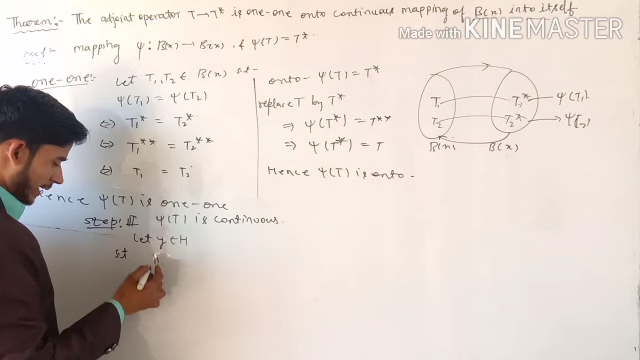 Theorem:- The adjoint operator T→T* is one-one onto continuous mapping of B(x) into itself
Made with KINEMASTER
mapping ψ: B(x)→B(x) & ψ(T) = T*
one-one:- Let T₁, T₂ ∈ B(x) st-
ψ(T₁) = ψ(T₂)
⇔ T₁* = T₂*
⇔ T₁** = T₂**
⇔ T₁ = T₂
Hence ψ(T) is one-one
onto- ψ(T) = T*
replace T by T*
⇒ ψ(T*) = T**
⇒ ψ(T*) = T
Hence ψ(T) is onto-
T₁ T₁* ψ(T₁)
T₂ T₂*
B(x) B(x)
Step: II ψ(T) is continuous.
Let y ∈ H
st